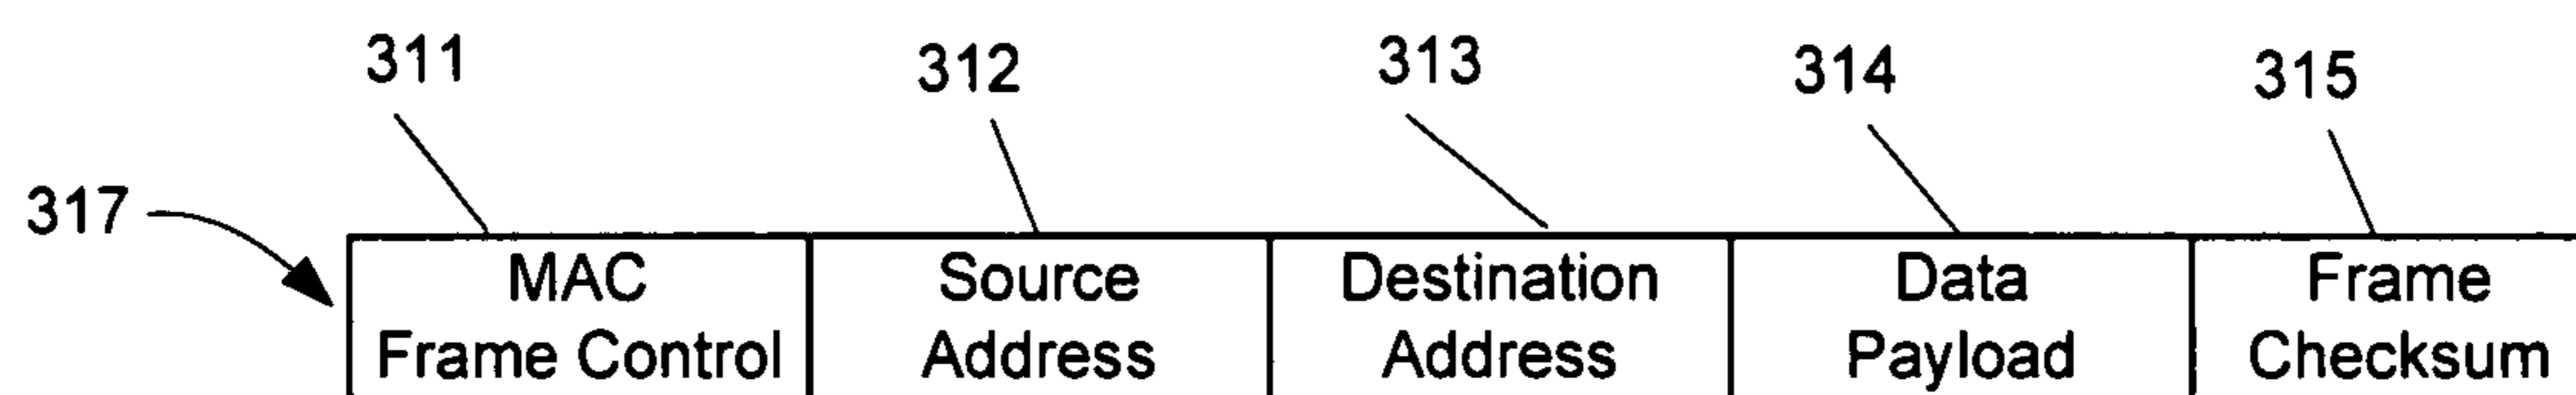 311 312 313 314 315
317
MAC Source Destination Data Frame
Frame Control Address Address Payload Checksum